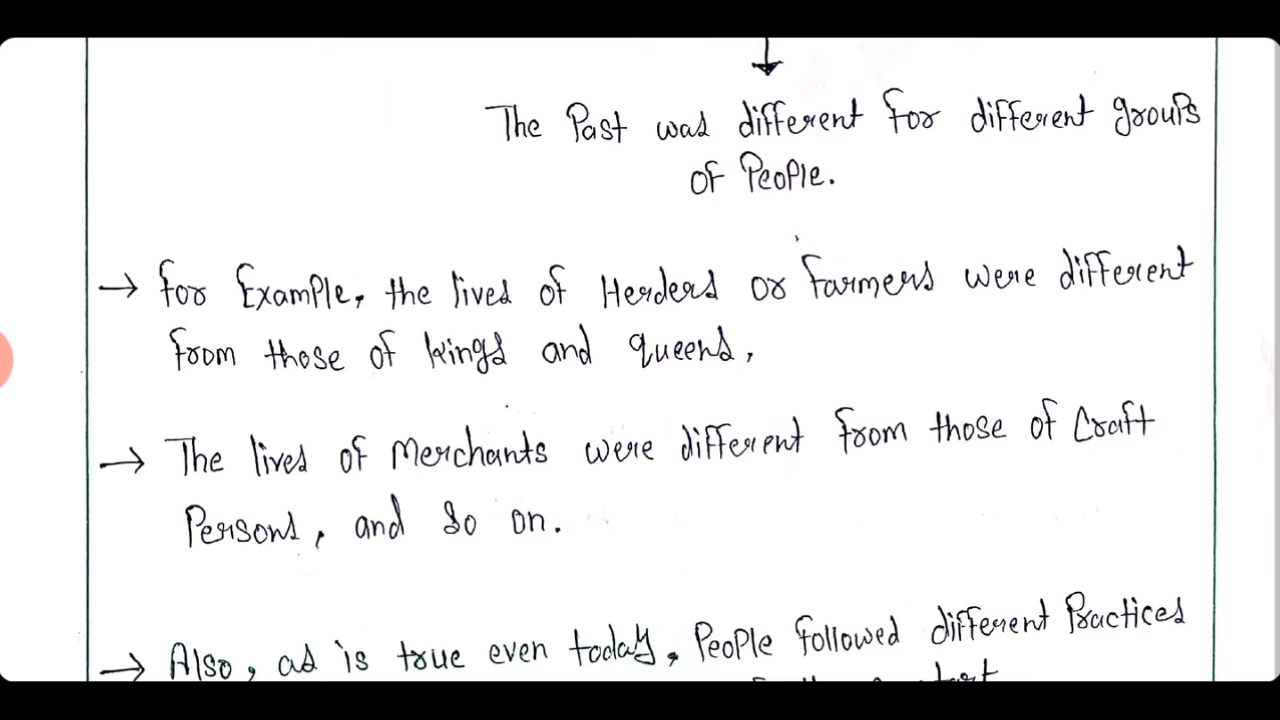 The Past was different for different groups
of People.
→ for Example, the lives of Herders or farmers were different
from those of kings and queens,
→ The lives of Merchants were different from those of Craft
Persons, and so on.
→ Also, as is true even today, People followed different Practices